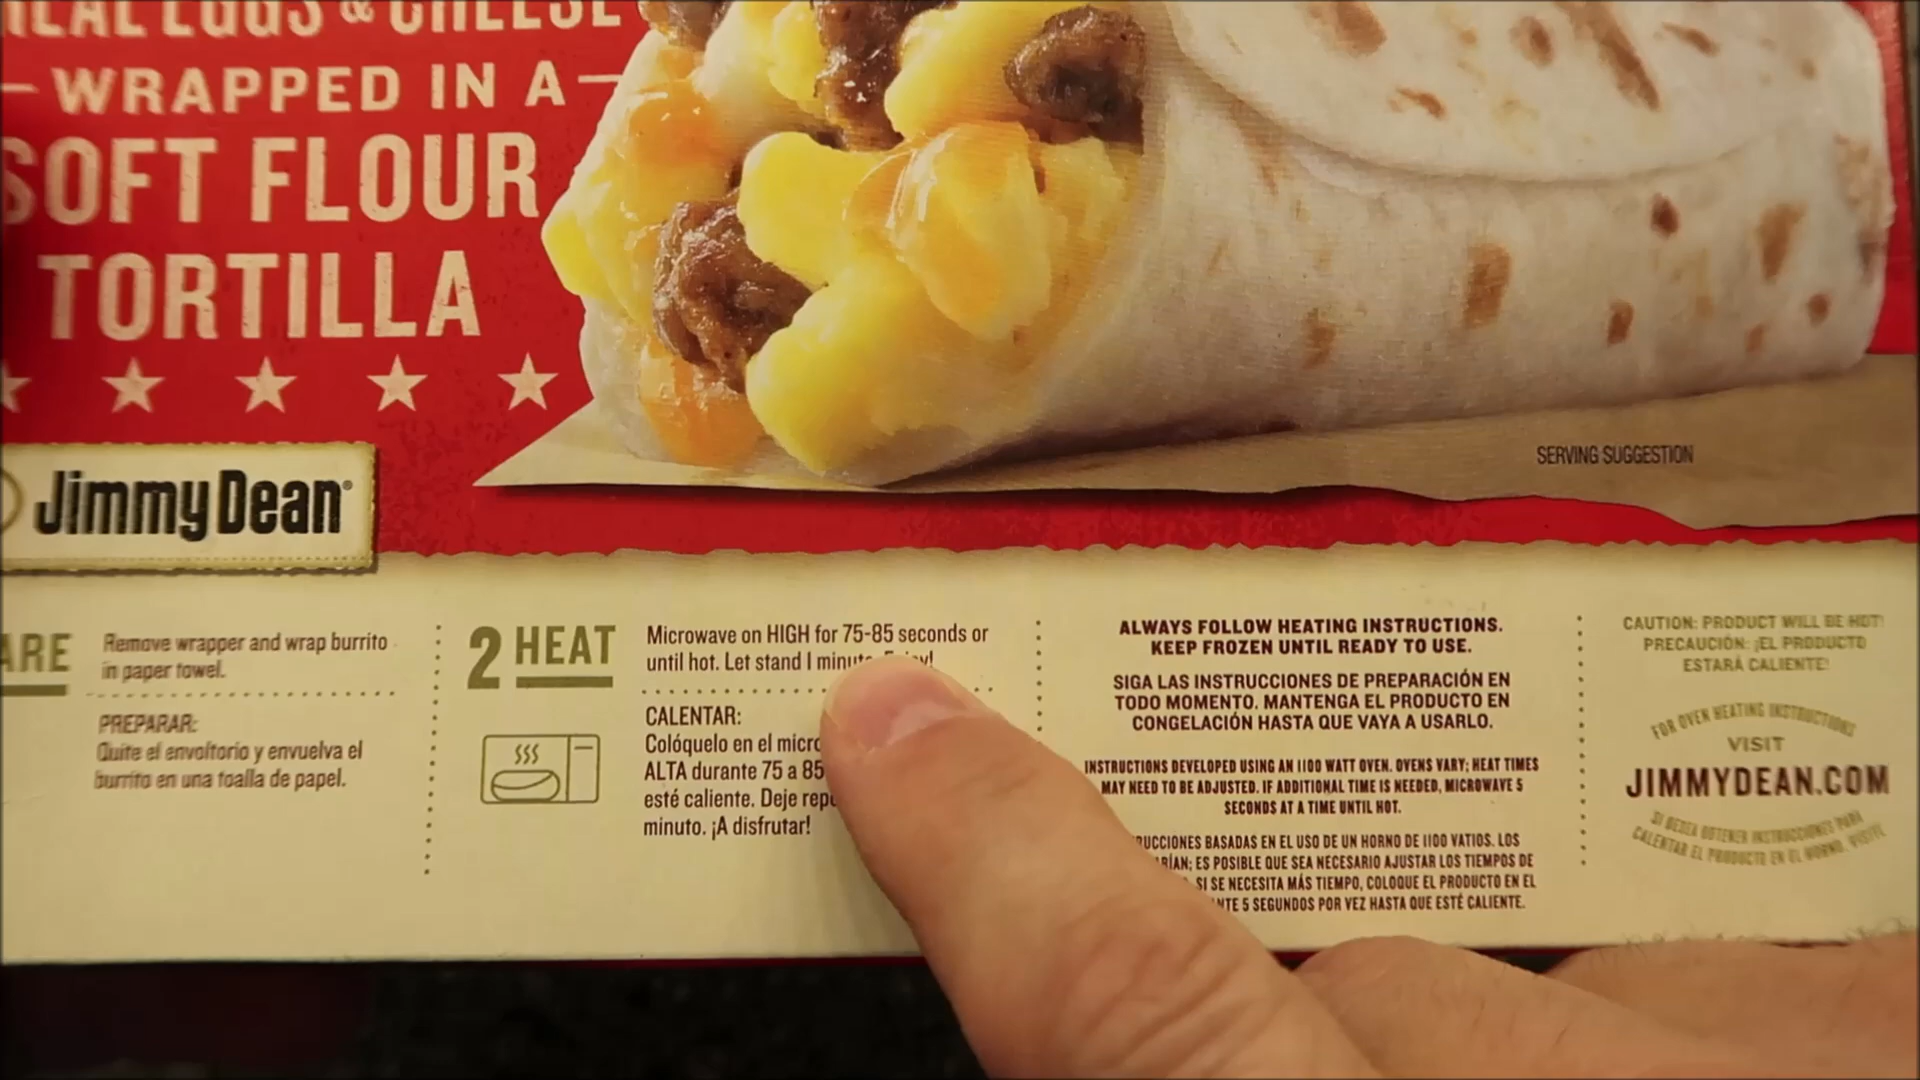 REAL EGGS & CHEESE
WRAPPED IN A
SOFT FLOUR
TORTILLA
SERVING SUGGESTION
Jimmy Dean®
Remove wrapper and wrap burrito
in paper towel.
PREPARAR:
Quite el envoltorio y envuelva el
burrito en una toalla de papel.
2 HEAT
Microwave on HIGH for 75-85 seconds or
until hot. Let stand 1 minute.
CALENTAR:
Colóquelo en el
ALTA durante 75 a 85
esté caliente. Deje
minuto. ¡A disfrutar!
ALWAYS FOLLOW HEATING INSTRUCTIONS.
KEEP FROZEN UNTIL READY TO USE.
SIGA LAS INSTRUCCIONES DE PREPARACIÓN EN
TODO MOMENTO. MANTENGA EL PRODUCTO EN
CONGELACIÓN HASTA QUE VAYA A USARLO.
INSTRUCTIONS DEVELOPED USING AN 1100 WATT OVEN. OVENS VARY; HEAT TIMES
MAY NEED TO BE ADJUSTED. IF ADDITIONAL TIME IS NEEDED, MICROWAVE 5
SECONDS AT A TIME UNTIL HOT.
BASADAS EN EL USO DE UN HORNO DE 1100 VATIOS. LOS
ES POSIBLE QUE SEA NECESARIO AJUSTAR LOS TIEMPOS DE
SI SE NECESITA MÁS TIEMPO, COLOQUE EL PRODUCTO EN EL
5 SEGUNDOS POR VEZ HASTA QUE ESTÉ CALIENTE.
CAUTION: PRODUCT WILL BE HOT!
PRECAUCIÓN: ¡EL PRODUCTO
ESTARÁ CALIENTE!
FOR OVEN HEATING INSTRUCTIONS
VISIT
JIMMYDEAN.COM
SI DESEA OBTENER INSTRUCCIONES PARA
CALENTAR EL PRODUCTO EN EL HORNO, VISITE